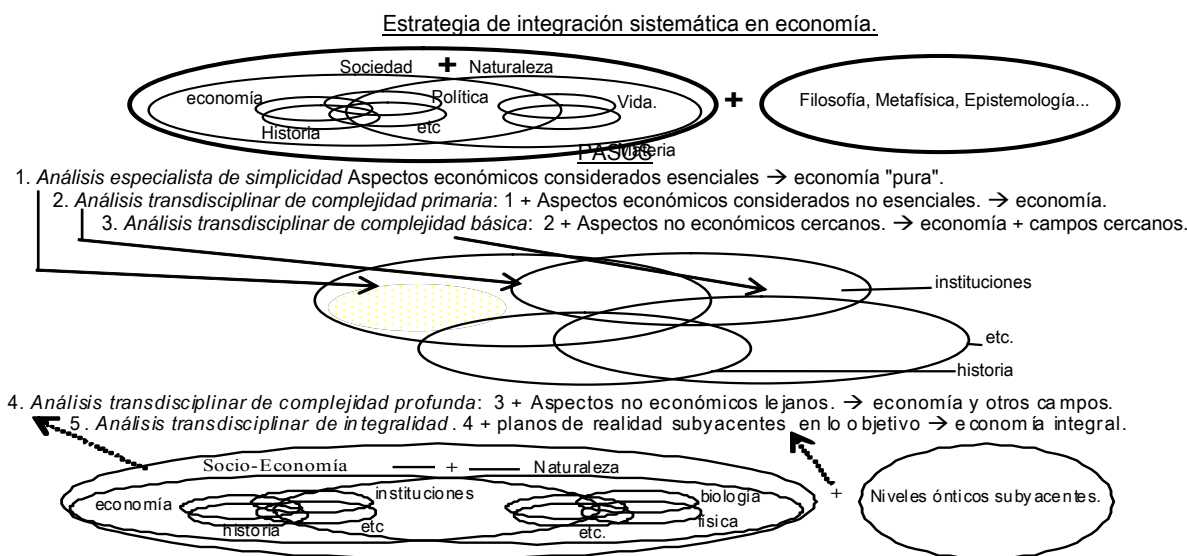 Estrategia de integración sistemática en economía.
Sociedad + Naturaleza
economía
Política
Vida.
Historia
etc
Materia
+
Filosofía, Metafísica, Epistemología...
PASOS
1. Análisis especialista de simplicidad Aspectos económicos considerados esenciales → economía "pura".
2. Análisis transdisciplinar de complejidad primaria: 1 + Aspectos económicos considerados no esenciales. → economía.
3. Análisis transdisciplinar de complejidad básica: 2 + Aspectos no económicos cercanos. → economía + campos cercanos.
instituciones
etc.
historia
4. Análisis transdisciplinar de complejidad profunda: 3 + Aspectos no económicos lejanos. → economía y otros campos.
5. Análisis transdisciplinar de integralidad. 4 + planos de realidad subyacentes en lo objetivo → economía integral.
Socio-Economía + Naturaleza
economía
instituciones
biología
historia
etc
etc.
física
+
Niveles ónticos subyacentes.